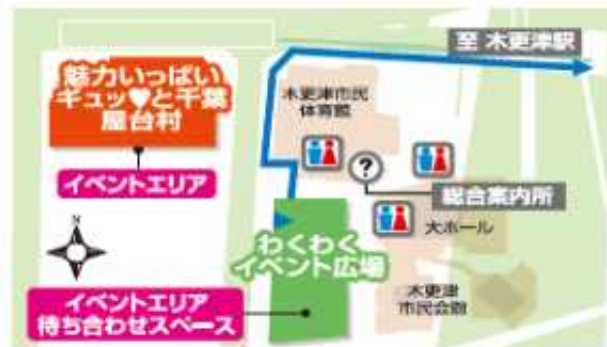 至 木更津駅
魅力いっぱい
ギュッ♥と千葉
屋台村
木更津市民
体育館
イベントエリア
?
総合案内所
大ホール
N
わくわく
イベント広場
イベントエリア
待ち合わせスペース
木更津
市民会館